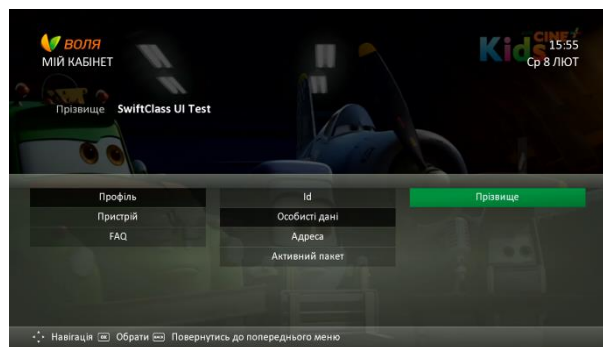 ВОЛЯ
МІЙ КАБІНЕТ
CINE+
Kids
15:55
Ср 8 ЛЮТ
Прізвище SwiftClass UI Test
Профіль Id Прізвище
Пристрій Особисті дані
FAQ Адреса
Активний пакет
Навігація OK Обрати BACK Повернутись до попереднього меню